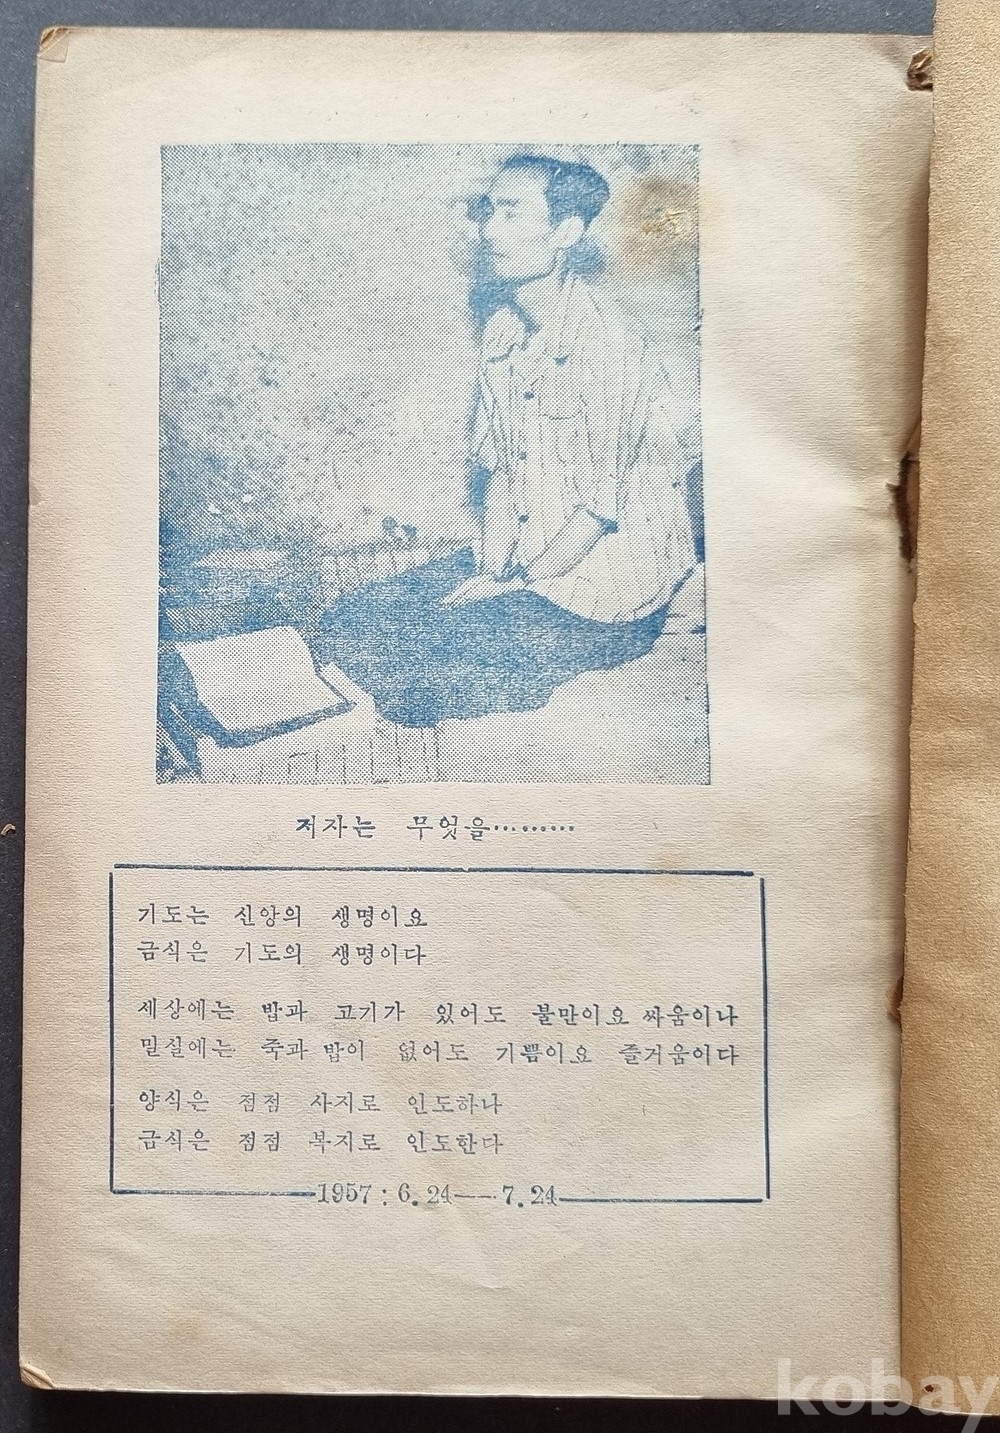 저자는 무엇을··········
기도는 신앙의 생명이요
금식은 기도의 생명이다
세상에는 밥과 고기가 있어도 불만이요 싸움이나
밀실에는 죽과 밥이 없어도 기쁨이요 즐거움이다
양식은 점점 사지로 인도하나
금식은 점점 복지로 인도한다
1957 : 6.24——7.24
kobay